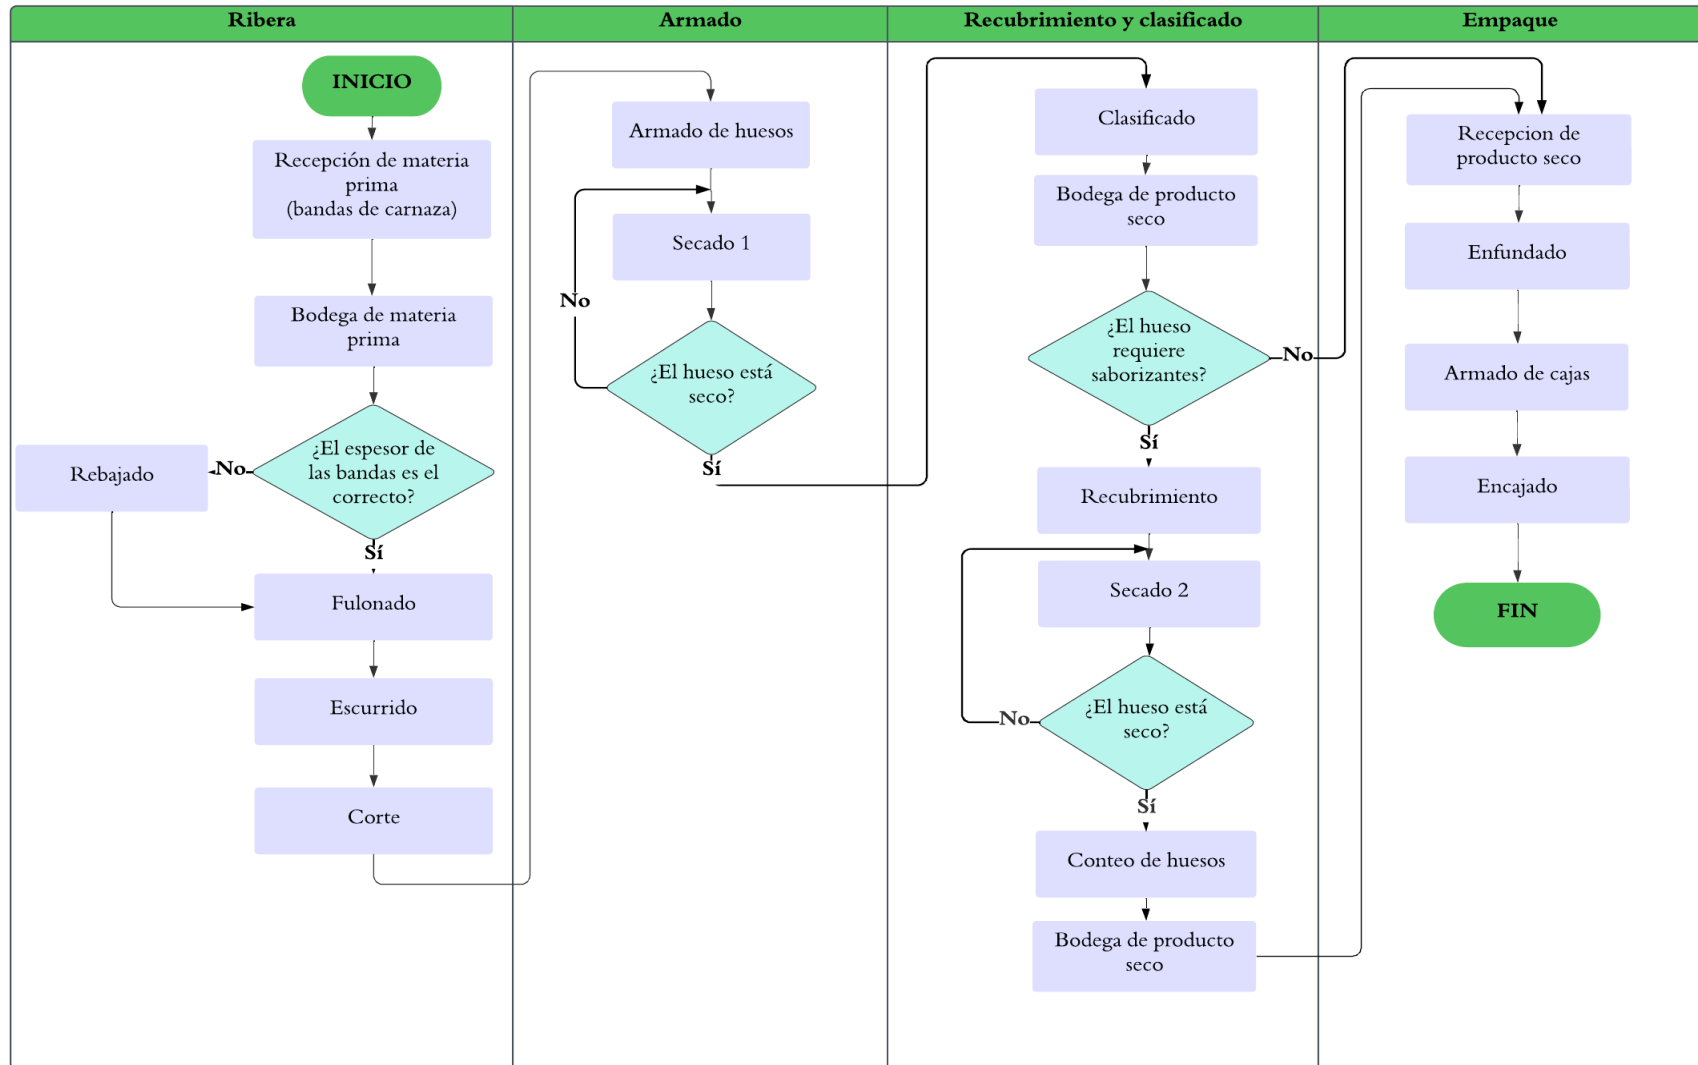 Ribera
Armado
Recubrimiento y clasificado
Empaque
INICIO
Recepción de materia
prima
(bandas de carnaza)
Bodega de materia
prima
¿El espesor de
las bandas es el
correcto?
No
Rebajado
Sí
Fulonado
Escurrido
Corte
Armado de huesos
Secado 1
No
¿El hueso está
seco?
Sí
Clasificado
Bodega de producto
seco
¿El hueso
requiere
saborizantes?
No
Sí
Recubrimiento
Secado 2
¿El hueso está
seco?
No
Sí
Conteo de huesos
Bodega de producto
seco
Recepcion de
producto seco
Enfundado
Armado de cajas
Encajado
FIN